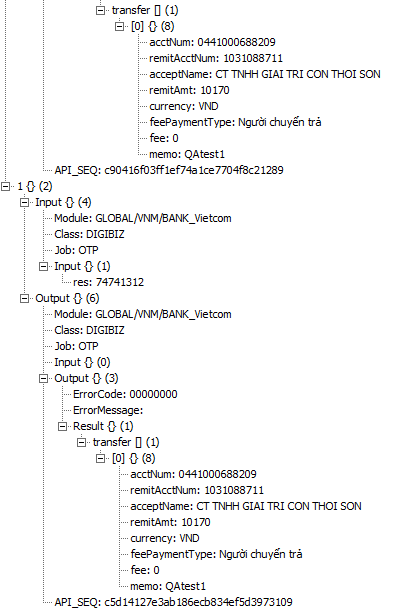 transfer [] (1)
[0] {} (8)
acctNum: 0441000688209
remitAcctNum: 1031088711
acceptName: CT TNHH GIAI TRI CON THOI SON
remitAmt: 10170
currency: VND
feePaymentType: Người chuyển trả
fee: 0
memo: QAtest1
API_SEQ: c90416f03ff1ef74a1ce7704f8c21289
1 {} (2)
Input {} (4)
Module: GLOBAL/VNM/BANK_Vietcom
Class: DIGIBIZ
Job: OTP
Input {} (1)
res: 74741312
Output {} (6)
Module: GLOBAL/VNM/BANK_Vietcom
Class: DIGIBIZ
Job: OTP
Input {} (0)
Output {} (3)
ErrorCode: 00000000
ErrorMessage:
Result {} (1)
transfer [] (1)
[0] {} (8)
acctNum: 0441000688209
remitAcctNum: 1031088711
acceptName: CT TNHH GIAI TRI CON THOI SON
remitAmt: 10170
currency: VND
feePaymentType: Người chuyển trả
fee: 0
memo: QAtest1
API_SEQ: c5d14127e3ab186ecb834ef5d3973109